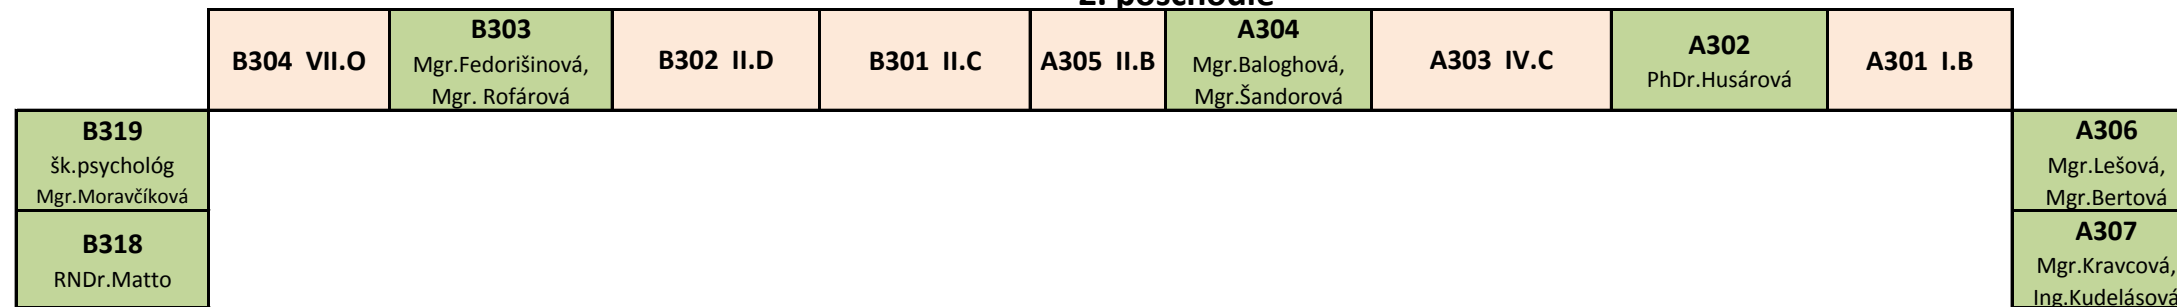 2. poschodie
B304 VII.O
B303
Mgr.Fedorišinová,
Mgr. Rofárová
B302 II.D
B301 II.C
A305 II.B
A304
Mgr.Baloghová,
Mgr.Šandorová
A303 IV.C
A302
PhDr.Husárová
A301 I.B
B319
šk.psychológ
Mgr.Moravčíková
A306
Mgr.Lešová,
Mgr.Bertová
B318
RNDr.Matto
A307
Mgr.Kravcová,
Ing.Kudelásová